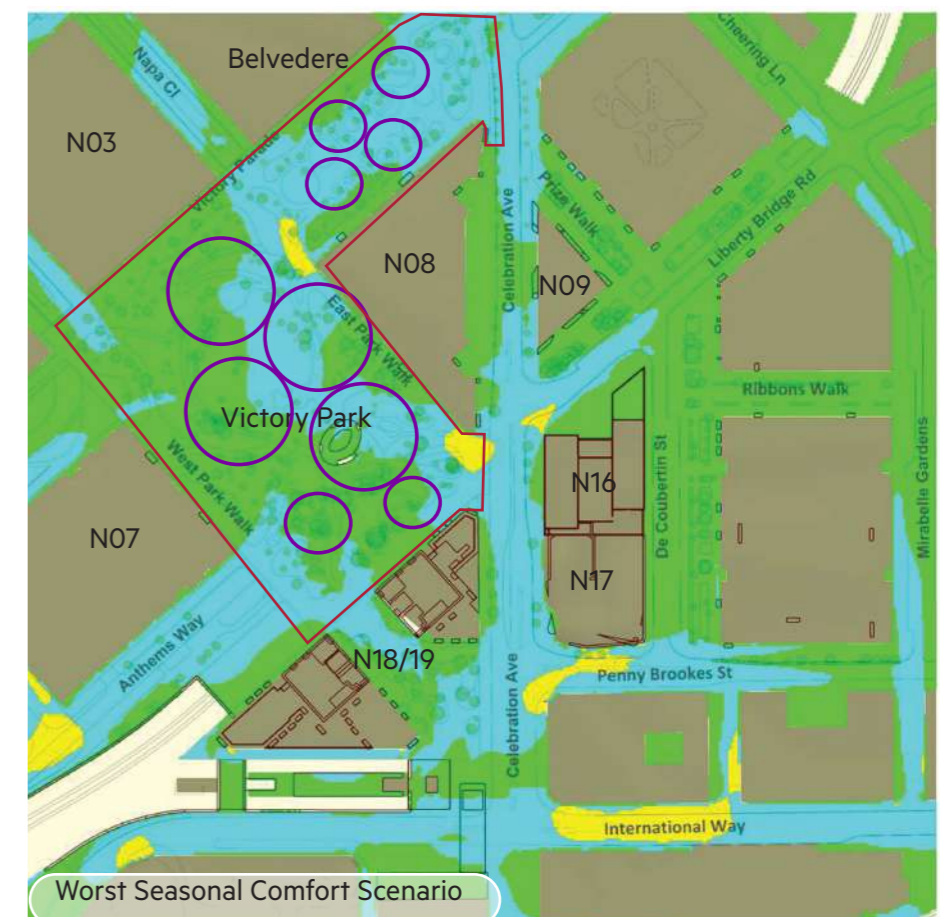 Cheering Ln
Belvedere
Napa Cl
N03
Victory Parade
Prize Walk
Celebration Ave
Liberty Bridge Rd
N08
N09
East Park Walk
Ribbons Walk
Victory Park
West Park Walk
N16
De Coubertin St
Mirabelle Gardens
N07
N17
Anthems Way
N18/19
Penny Brookes St
Celebration Ave
International Way
Worst Seasonal Comfort Scenario